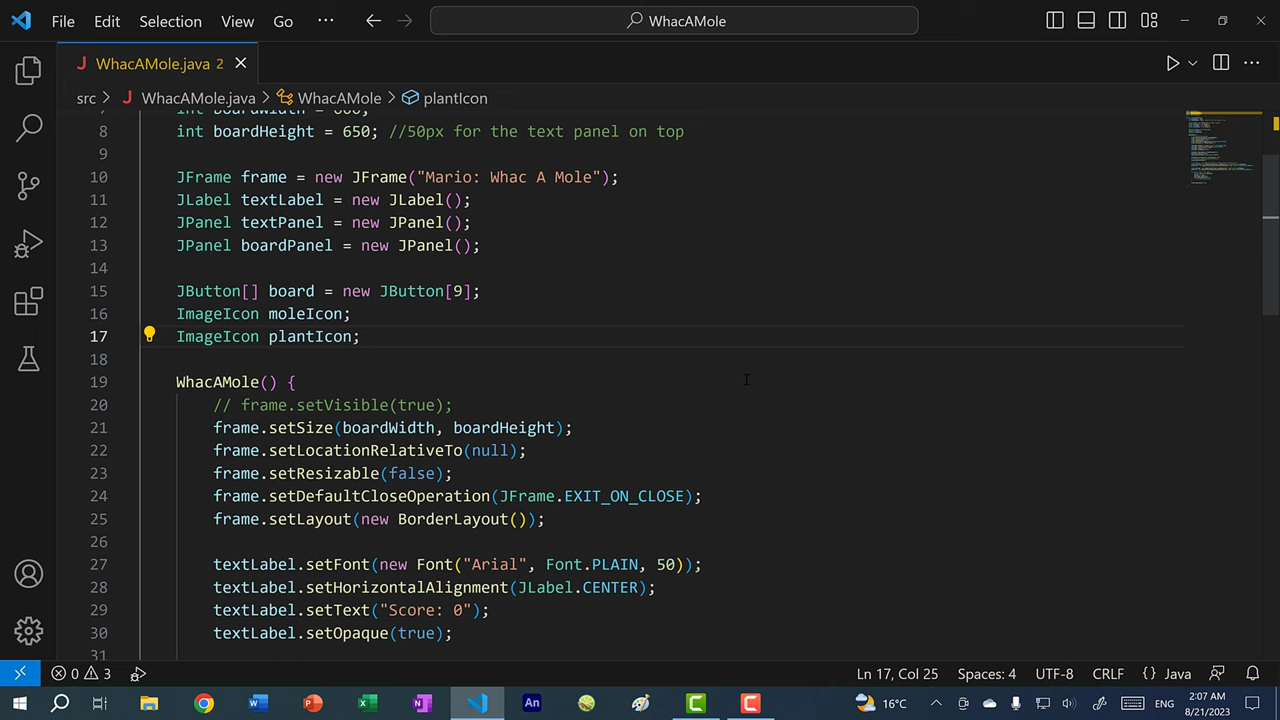 File Edit Selection View Go ··· WhacAMole
WhacAMole.java 2
src > WhacAMole.java > WhacAMole > plantIcon
8 int boardHeight = 650; //50px for the text panel on top
9
10 JFrame frame = new JFrame("Mario: Whac A Mole");
11 JLabel textLabel = new JLabel();
12 JPanel textPanel = new JPanel();
13 JPanel boardPanel = new JPanel();
14
15 JButton[] board = new JButton[9];
16 ImageIcon moleIcon;
17 ImageIcon plantIcon;
18
19 WhacAMole() {
20 // frame.setVisible(true);
21 frame.setSize(boardWidth, boardHeight);
22 frame.setLocationRelativeTo(null);
23 frame.setResizable(false);
24 frame.setDefaultCloseOperation(JFrame.EXIT_ON_CLOSE);
25 frame.setLayout(new BorderLayout());
26
27 textLabel.setFont(new Font("Arial", Font.PLAIN, 50));
28 textLabel.setHorizontalAlignment(JLabel.CENTER);
29 textLabel.setText("Score: 0");
30 textLabel.setOpaque(true);
31
0 3 Ln 17, Col 25 Spaces: 4 UTF-8 CRLF {} Java
16°C 2:07 AM
8/21/2023